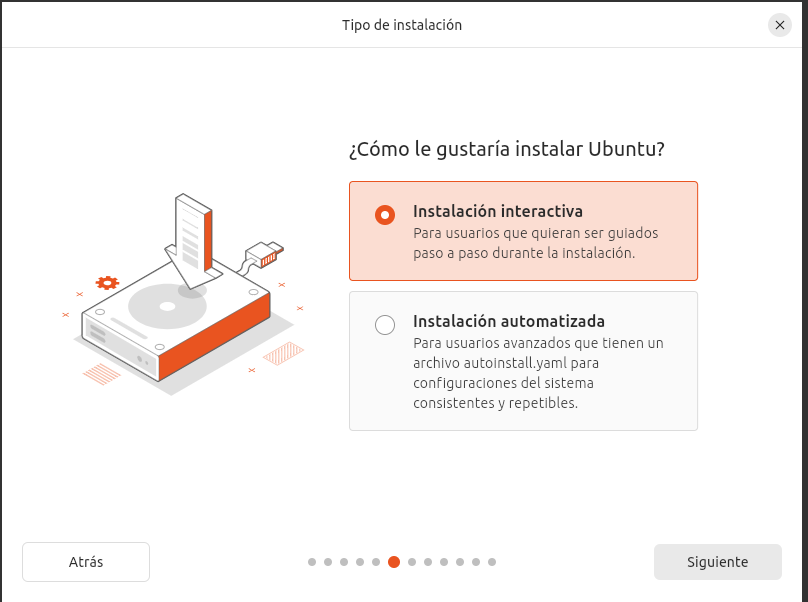 Tipo de instalación
¿Cómo le gustaría instalar Ubuntu?
Instalación interactiva
Para usuarios que quieran ser guiados
paso a paso durante la instalación.
Instalación automatizada
Para usuarios avanzados que tienen un
archivo autoinstall.yaml para
configuraciones del sistema
consistentes y repetibles.
Atrás
Siguiente